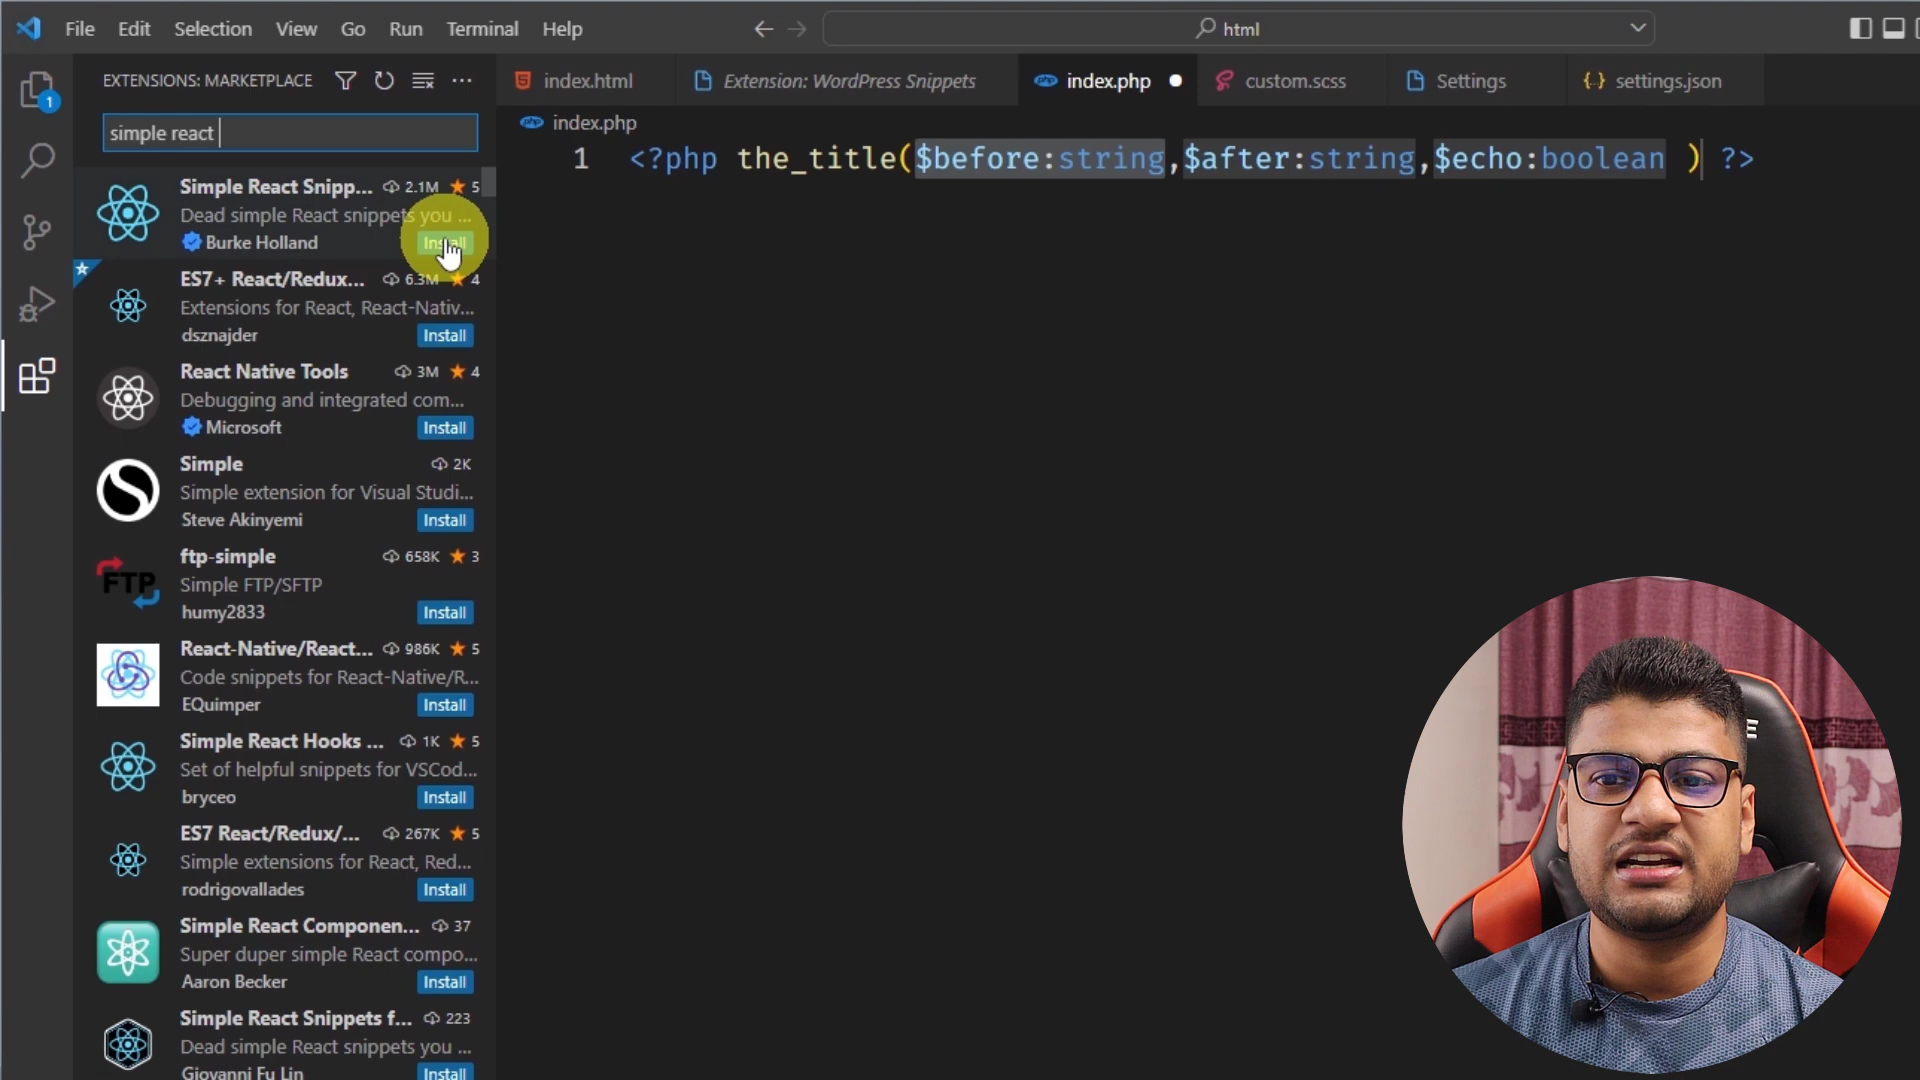 File Edit Selection View Go Run Terminal Help
html
EXTENSIONS: MARKETPLACE
simple react
Simple React Snipp... 2.1M 5
Dead simple React snippets you ...
Burke Holland Install
ES7+ React/Redux... 6.3M 4
Extensions for React, React-Nativ...
dsznajder Install
React Native Tools 3M 4
Debugging and integrated com...
Microsoft Install
Simple 2K
Simple extension for Visual Studi...
Steve Akinyemi Install
FTP
ftp-simple 658K 3
Simple FTP/SFTP
humy2833 Install
React-Native/React... 986K 5
Code snippets for React-Native/R...
EQuimper Install
Simple React Hooks ... 1K 5
Set of helpful snippets for VSCod...
bryceo Install
ES7 React/Redux/... 267K 5
Simple extensions for React, Red...
rodrigovallades Install
Simple React Componen... 37
Super duper simple React compo...
Aaron Becker Install
Simple React Snippets f... 223
Dead simple React snippets you ...
Giovanni Fu Lin Install
1
index.html Extension: WordPress Snippets index.php custom.scss Settings settings.json
index.php
1 <?php the_title($before:string,$after:string,$echo:boolean ) ?>